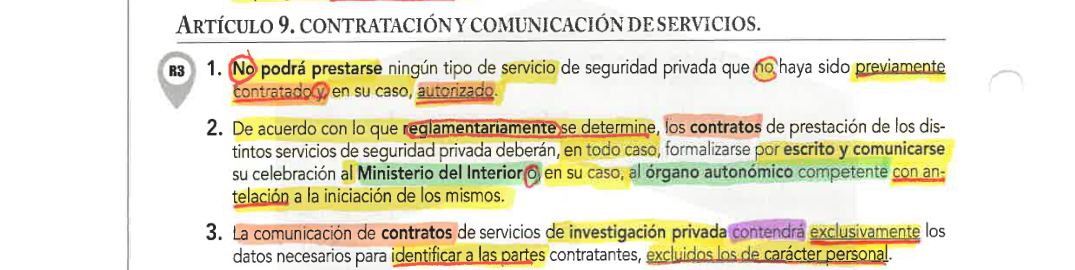 ARTÍCULO 9. CONTRATACIÓN Y COMUNICACIÓN DE SERVICIOS.
R3
1. No podrá prestarse ningún tipo de servicio de seguridad privada que no haya sido previamente
contratado y, en su caso, autorizado.
2. De acuerdo con lo que reglamentariamente se determine, los contratos de prestación de los dis-
tintos servicios de seguridad privada deberán, en todo caso, formalizarse por escrito y comunicarse
su celebración al Ministerio del Interior o, en su caso, al órgano autonómico competente con an-
telación a la iniciación de los mismos.
3. La comunicación de contratos de servicios de investigación privada contendrá exclusivamente los
datos necesarios para identificar a las partes contratantes, excluidos los de carácter personal.